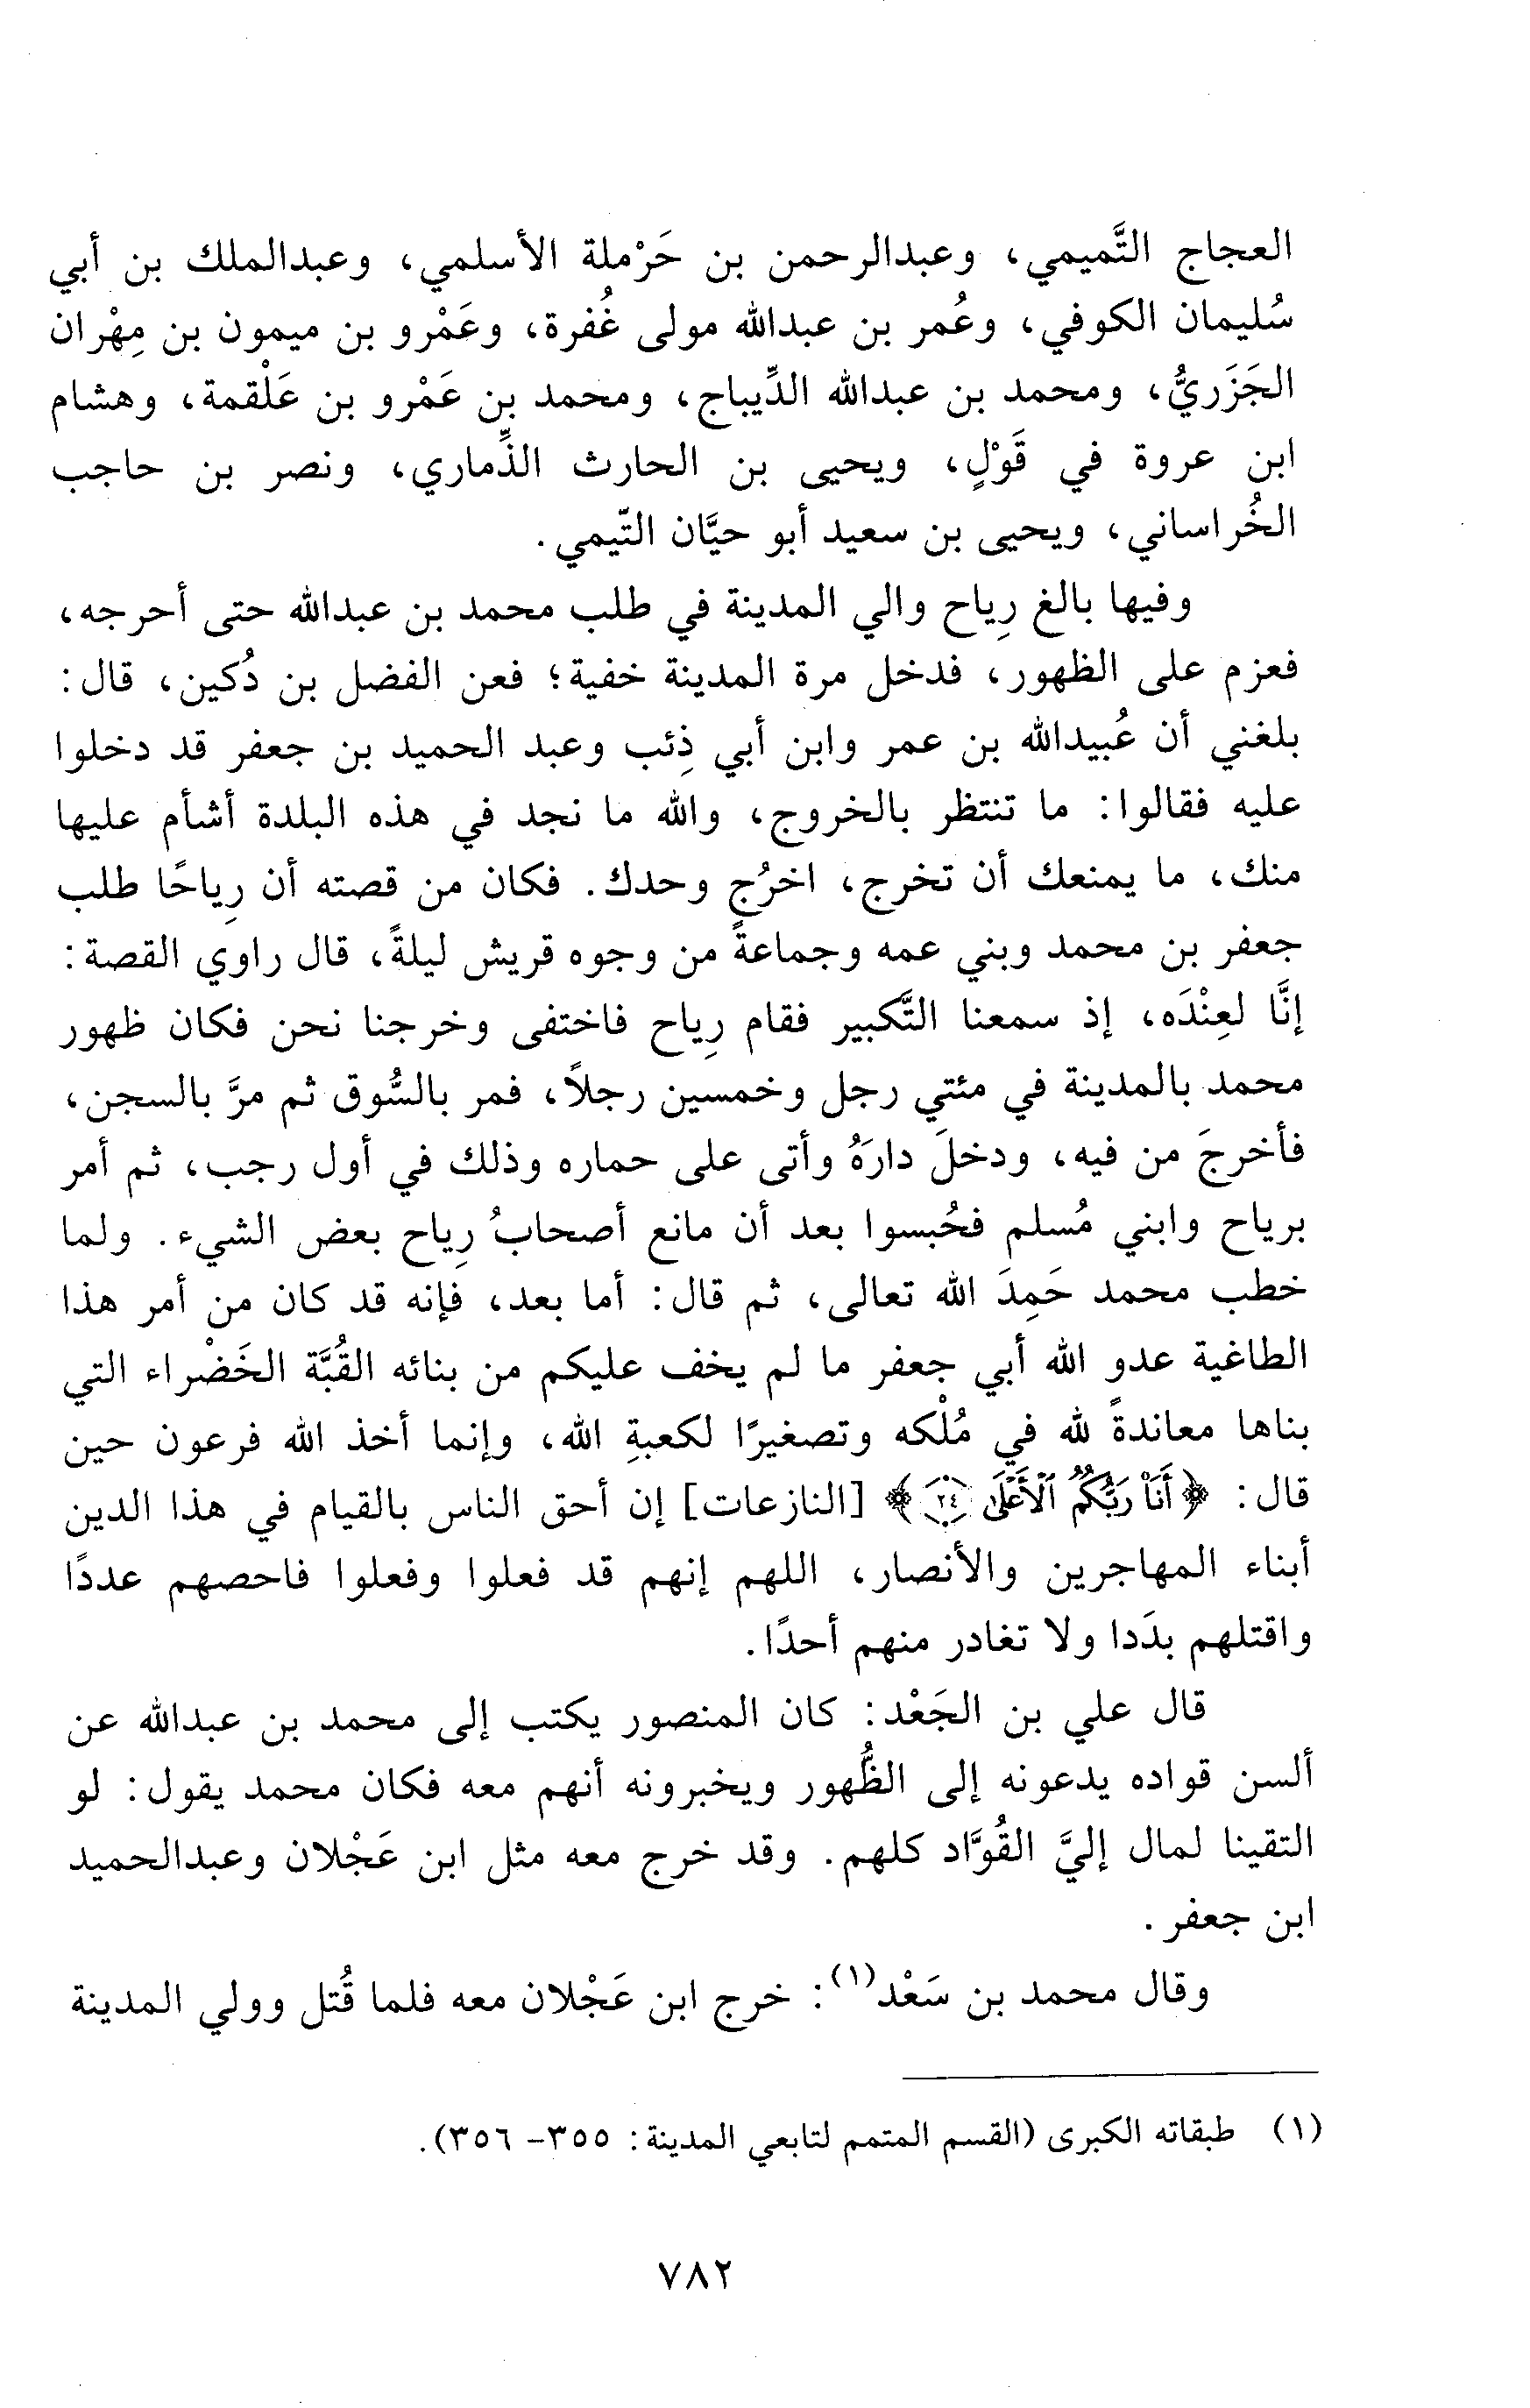 العجاج التَّميمي، وعبدالرحمن بن حَرْملة الأسلمي، وعبدالملك بن أبي
سُليمان الكوفي، وعُمر بن عبدالله مولى غُفرة، وعَمْرو بن ميمون بن مِهْران
الجَزَريُّ، ومحمد بن عبدالله الدِّيباج، ومحمد بن عَمْرو بن عَلْقمة، وهشام
ابن عروة في قَوْلٍ، ويحيى بن الحارث الذِّماري، ونصر بن حاجب
الخُراساني، ويحيى بن سعيد أبو حيَّان التّيمي.
وفيها بالغ رِياح والي المدينة في طلب محمد بن عبدالله حتى أحرجه،
فعزم على الظهور، فدخل مرة المدينة خفية؛ فعن الفضل بن دُكين، قال:
بلغني أن عُبيدالله بن عمر وابن أبي ذِئب وعبد الحميد بن جعفر قد دخلوا
عليه فقالوا: ما تنتظر بالخروج، والله ما نجد في هذه البلدة أشأم عليها
منك، ما يمنعك أن تخرج، اخرُج وحدك. فكان من قصته أن رِياحًا طلب
جعفر بن محمد وبني عمه وجماعةً من وجوه قريش ليلةً، قال راوي القصة:
إنَّا لعِنْدَه، إذ سمعنا التَّكبير فقام رِياح فاختفى وخرجنا نحن فكان ظهور
محمد بالمدينة في مئتي رجل وخمسين رجلاً، فمر بالسُّوق ثم مرَّ بالسجن،
فأخرجَ من فيه، ودخلَ دارَهُ وأتى على حماره وذلك في أول رجب، ثم أمر
برياح وابني مُسلم فحُبسوا بعد أن مانع أصحابُ رِياح بعض الشيء. ولما
خطب محمد حَمِدَ الله تعالى، ثم قال: أما بعد، فإنه قد كان من أمر هذا
الطاغية عدو الله أبي جعفر ما لم يخف عليكم من بنائه القُبَّة الخَضْراء التي
بناها معاندةً لله في مُلْكه وتصغيرًا لكعبةِ الله، وإنما أخذ الله فرعون حين
قال: ﴿أَنَا۠ رَبُّكُمُ ٱلْأَعْلَىٰ ٢٤﴾ [النازعات] إن أحق الناس بالقيام في هذا الدين
أبناء المهاجرين والأنصار، اللهم إنهم قد فعلوا وفعلوا فاحصهم عددًا
واقتلهم بدَدا ولا تغادر منهم أحدًا.
قال علي بن الجَعْد: كان المنصور يكتب إلى محمد بن عبدالله عن
ألسن قواده يدعونه إلى الظُّهور ويخبرونه أنهم معه فكان محمد يقول: لو
التقينا لمال إليَّ القُوَّاد كلهم. وقد خرج معه مثل ابن عَجْلان وعبدالحميد
ابن جعفر.
وقال محمد بن سَعْد(١): خرج ابن عَجْلان معه فلما قُتل وولي المدينة
(١) طبقاته الكبرى (القسم المتمم لتابعي المدينة: ٣٥٥- ٣٥٦).
٧٨٢